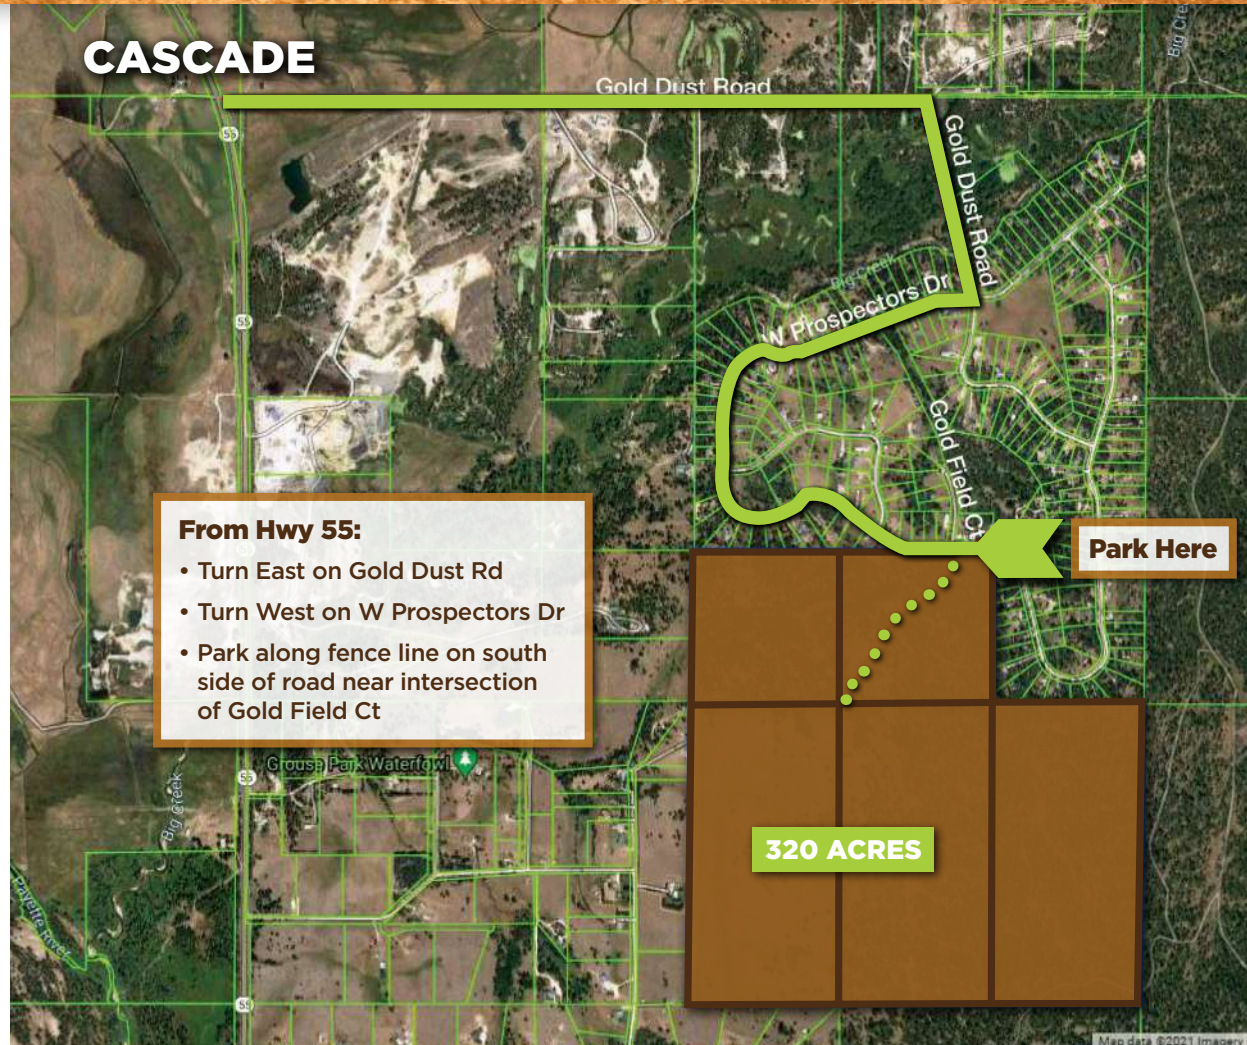 CASCADE
Big Cre
Gold Dust Road
55
Gold Dust Road
Big Creek
W Prospectors Dr
55
Gold Field Ct
From Hwy 55:
• Turn East on Gold Dust Rd
• Turn West on W Prospectors Dr
• Park along fence line on south
side of road near intersection
of Gold Field Ct
Park Here
Grouse Park Waterfowl
55
Big Creek
320 ACRES
Payette River
55
Map data ©2021 Imagery